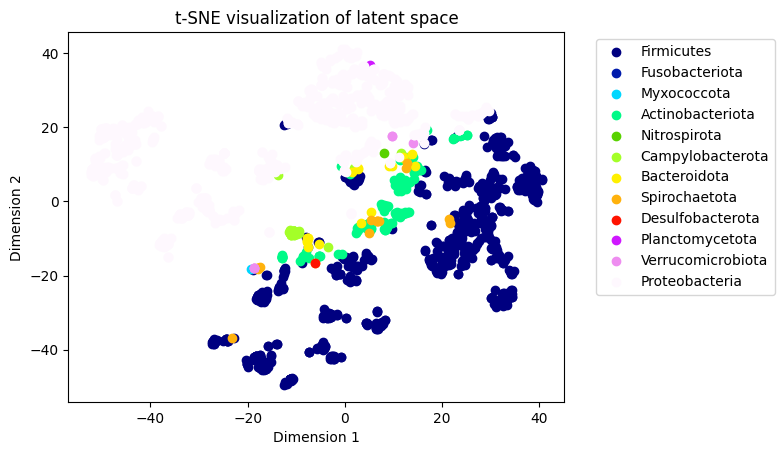 t-SNE visualization of latent space
40
20
0
−20
−40
Dimension 2
−40
−20
0
20
40
Dimension 1
Firmicutes
Fusobacteriota
Myxococcota
Actinobacteriota
Nitrospirota
Campylobacterota
Bacteroidota
Spirochaetota
Desulfobacterota
Planctomycetota
Verrucomicrobiota
Proteobacteria